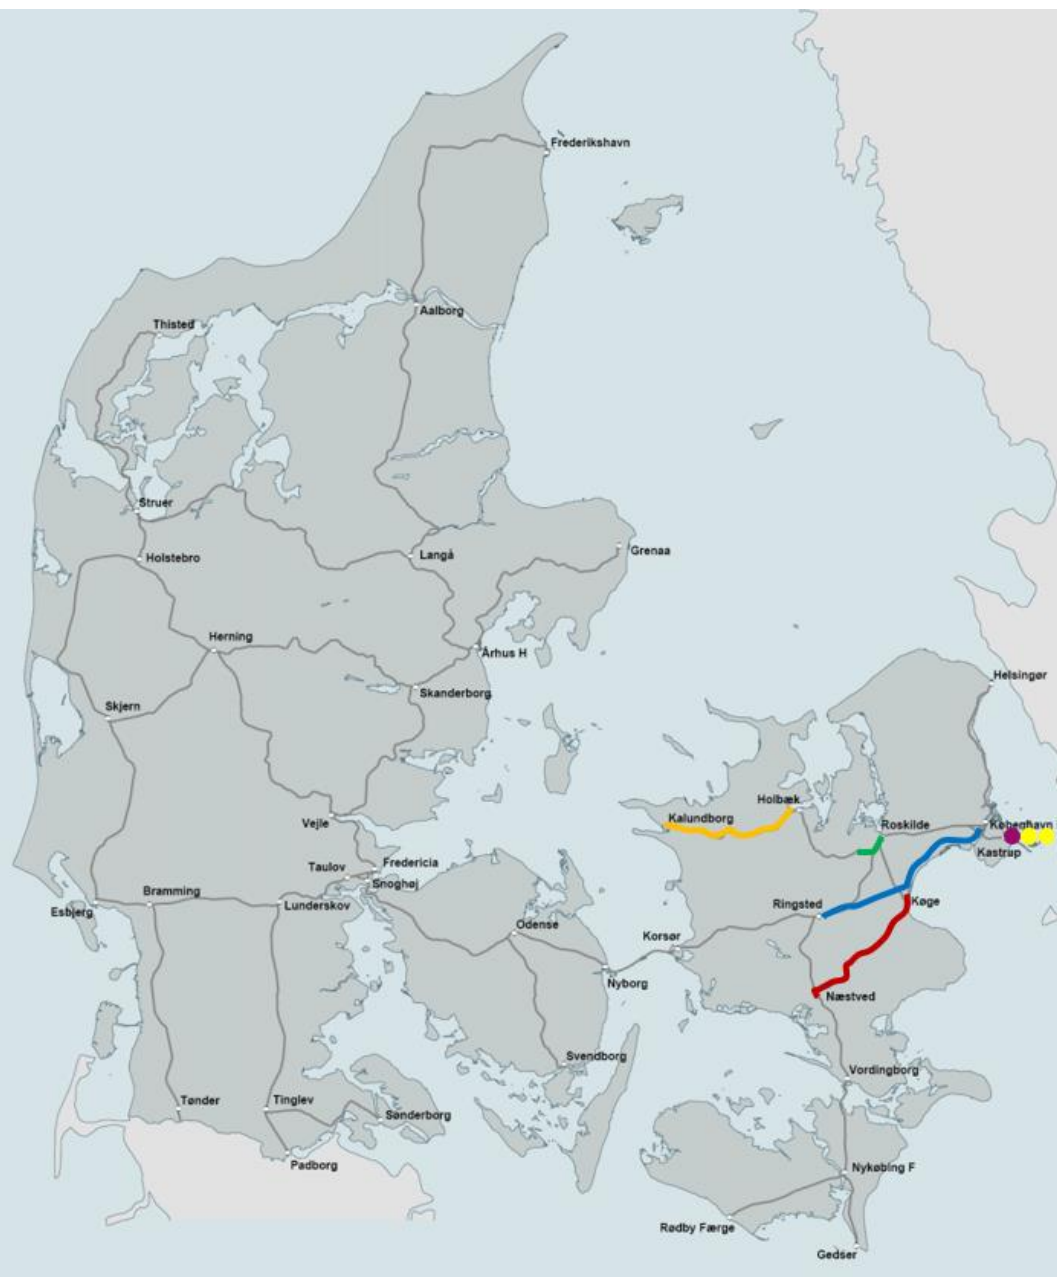 Frederikshavn
Aalborg
Thisted
Struer
Holstebro
Langå
Grenaa
Herning
Århus H
Helsingør
Skanderborg
Skjern
Holbæk
Kalundborg
Vejle
Roskilde
København
Kastrup
Fredericia
Taulov
Snoghøj
Bramming
Lunderskov
Esbjerg
Ringsted
Køge
Odense
Korsør
Nyborg
Næstved
Svendborg
Vordingborg
Tønder
Tinglev
Sønderborg
Padborg
Nykøbing F
Rødby Færge
Gedser